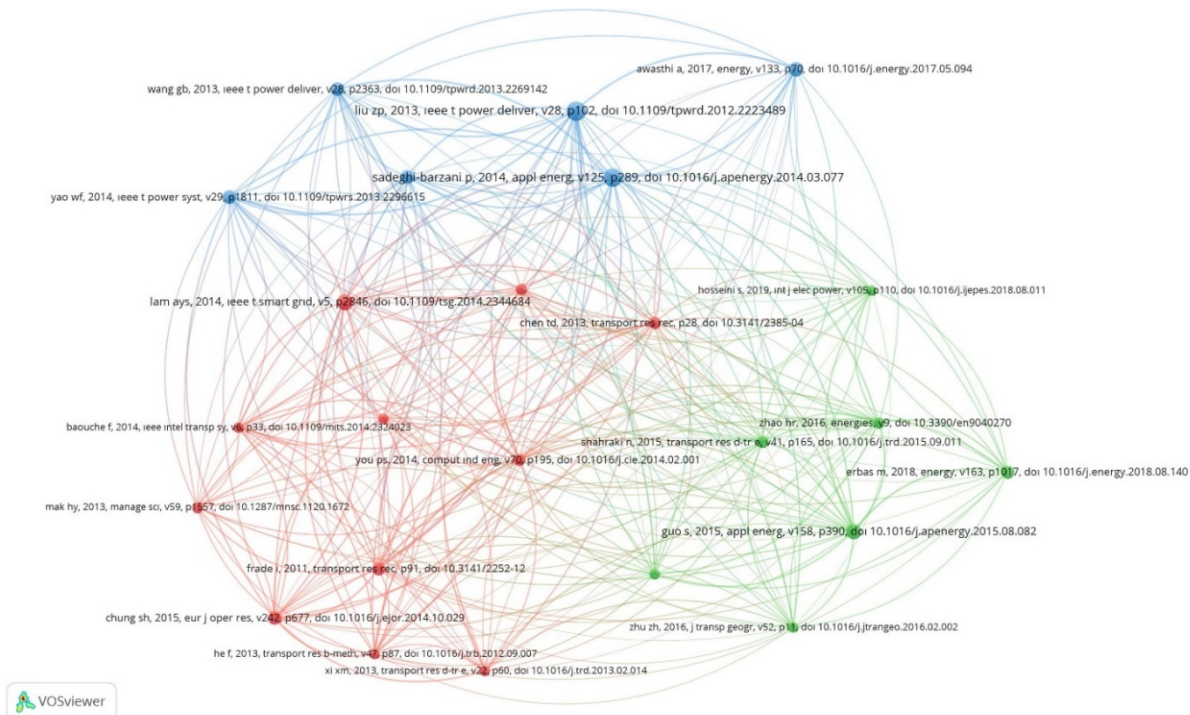 awasthi a, 2017, energy, v133, p70, doi 10.1016/j.energy.2017.05.094
wang gb, 2013, ieee t power deliver, v28, p2363, doi 10.1109/tpwrd.2013.2269142
liu zp, 2013, ieee t power deliver, v28, p102, doi 10.1109/tpwrd.2012.2223489
sadeghi-barzani p, 2014, appl energ, v125, p289, doi 10.1016/j.apenergy.2014.03.077
yao wf, 2014, ieee t power syst, v29, p1811, doi 10.1109/tpwrs.2013.2296615
hosseini s, 2019, int j elec power, v105, p110, doi 10.1016/j.ijepes.2018.08.011
lam ays, 2014, ieee t smart grid, v5, p2846, doi 10.1109/tsg.2014.2344684
chen td, 2013, transport res rec, p28, doi 10.3141/2385-04
zhao hr, 2016, energies, v9, doi 10.3390/en9040270
baouche f, 2014, ieee intel transp sy, v6, p33, doi 10.1109/mits.2014.2324023
shahraki n, 2015, transport res d-tr e, v41, p165, doi 10.1016/j.trd.2015.09.011
you ps, 2014, comput ind eng, v70, p195, doi 10.1016/j.cie.2014.02.001
erbas m, 2018, energy, v163, p1017, doi 10.1016/j.energy.2018.08.140
mak hy, 2013, manage sci, v59, p1557, doi 10.1287/mnsc.1120.1672
guo s, 2015, appl energ, v158, p390, doi 10.1016/j.apenergy.2015.08.082
frade i, 2011, transport res rec, p91, doi 10.3141/2252-12
chung sh, 2015, eur j oper res, v242, p677, doi 10.1016/j.ejor.2014.10.029
zhu zh, 2016, j transp geogr, v52, p11, doi 10.1016/j.jtrangeo.2016.02.002
he f, 2013, transport res b-meth, v47, p87, doi 10.1016/j.trb.2012.09.007
xi xm, 2013, transport res d-tr e, v22, p60, doi 10.1016/j.trd.2013.02.014
VOSviewer